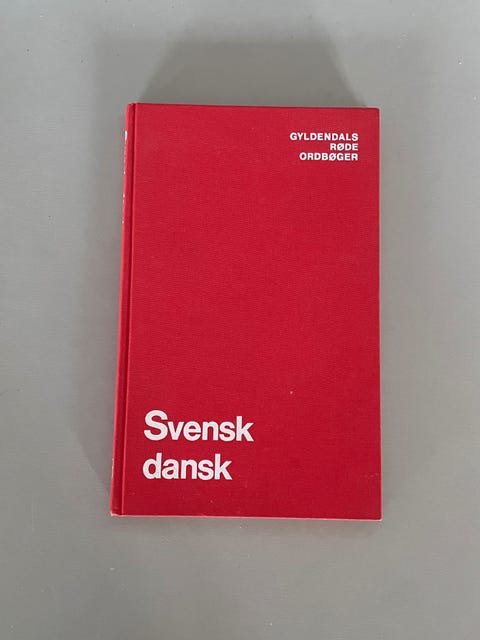 GYLDENDALS
RØDE
ORDBØGER
Svensk
dansk